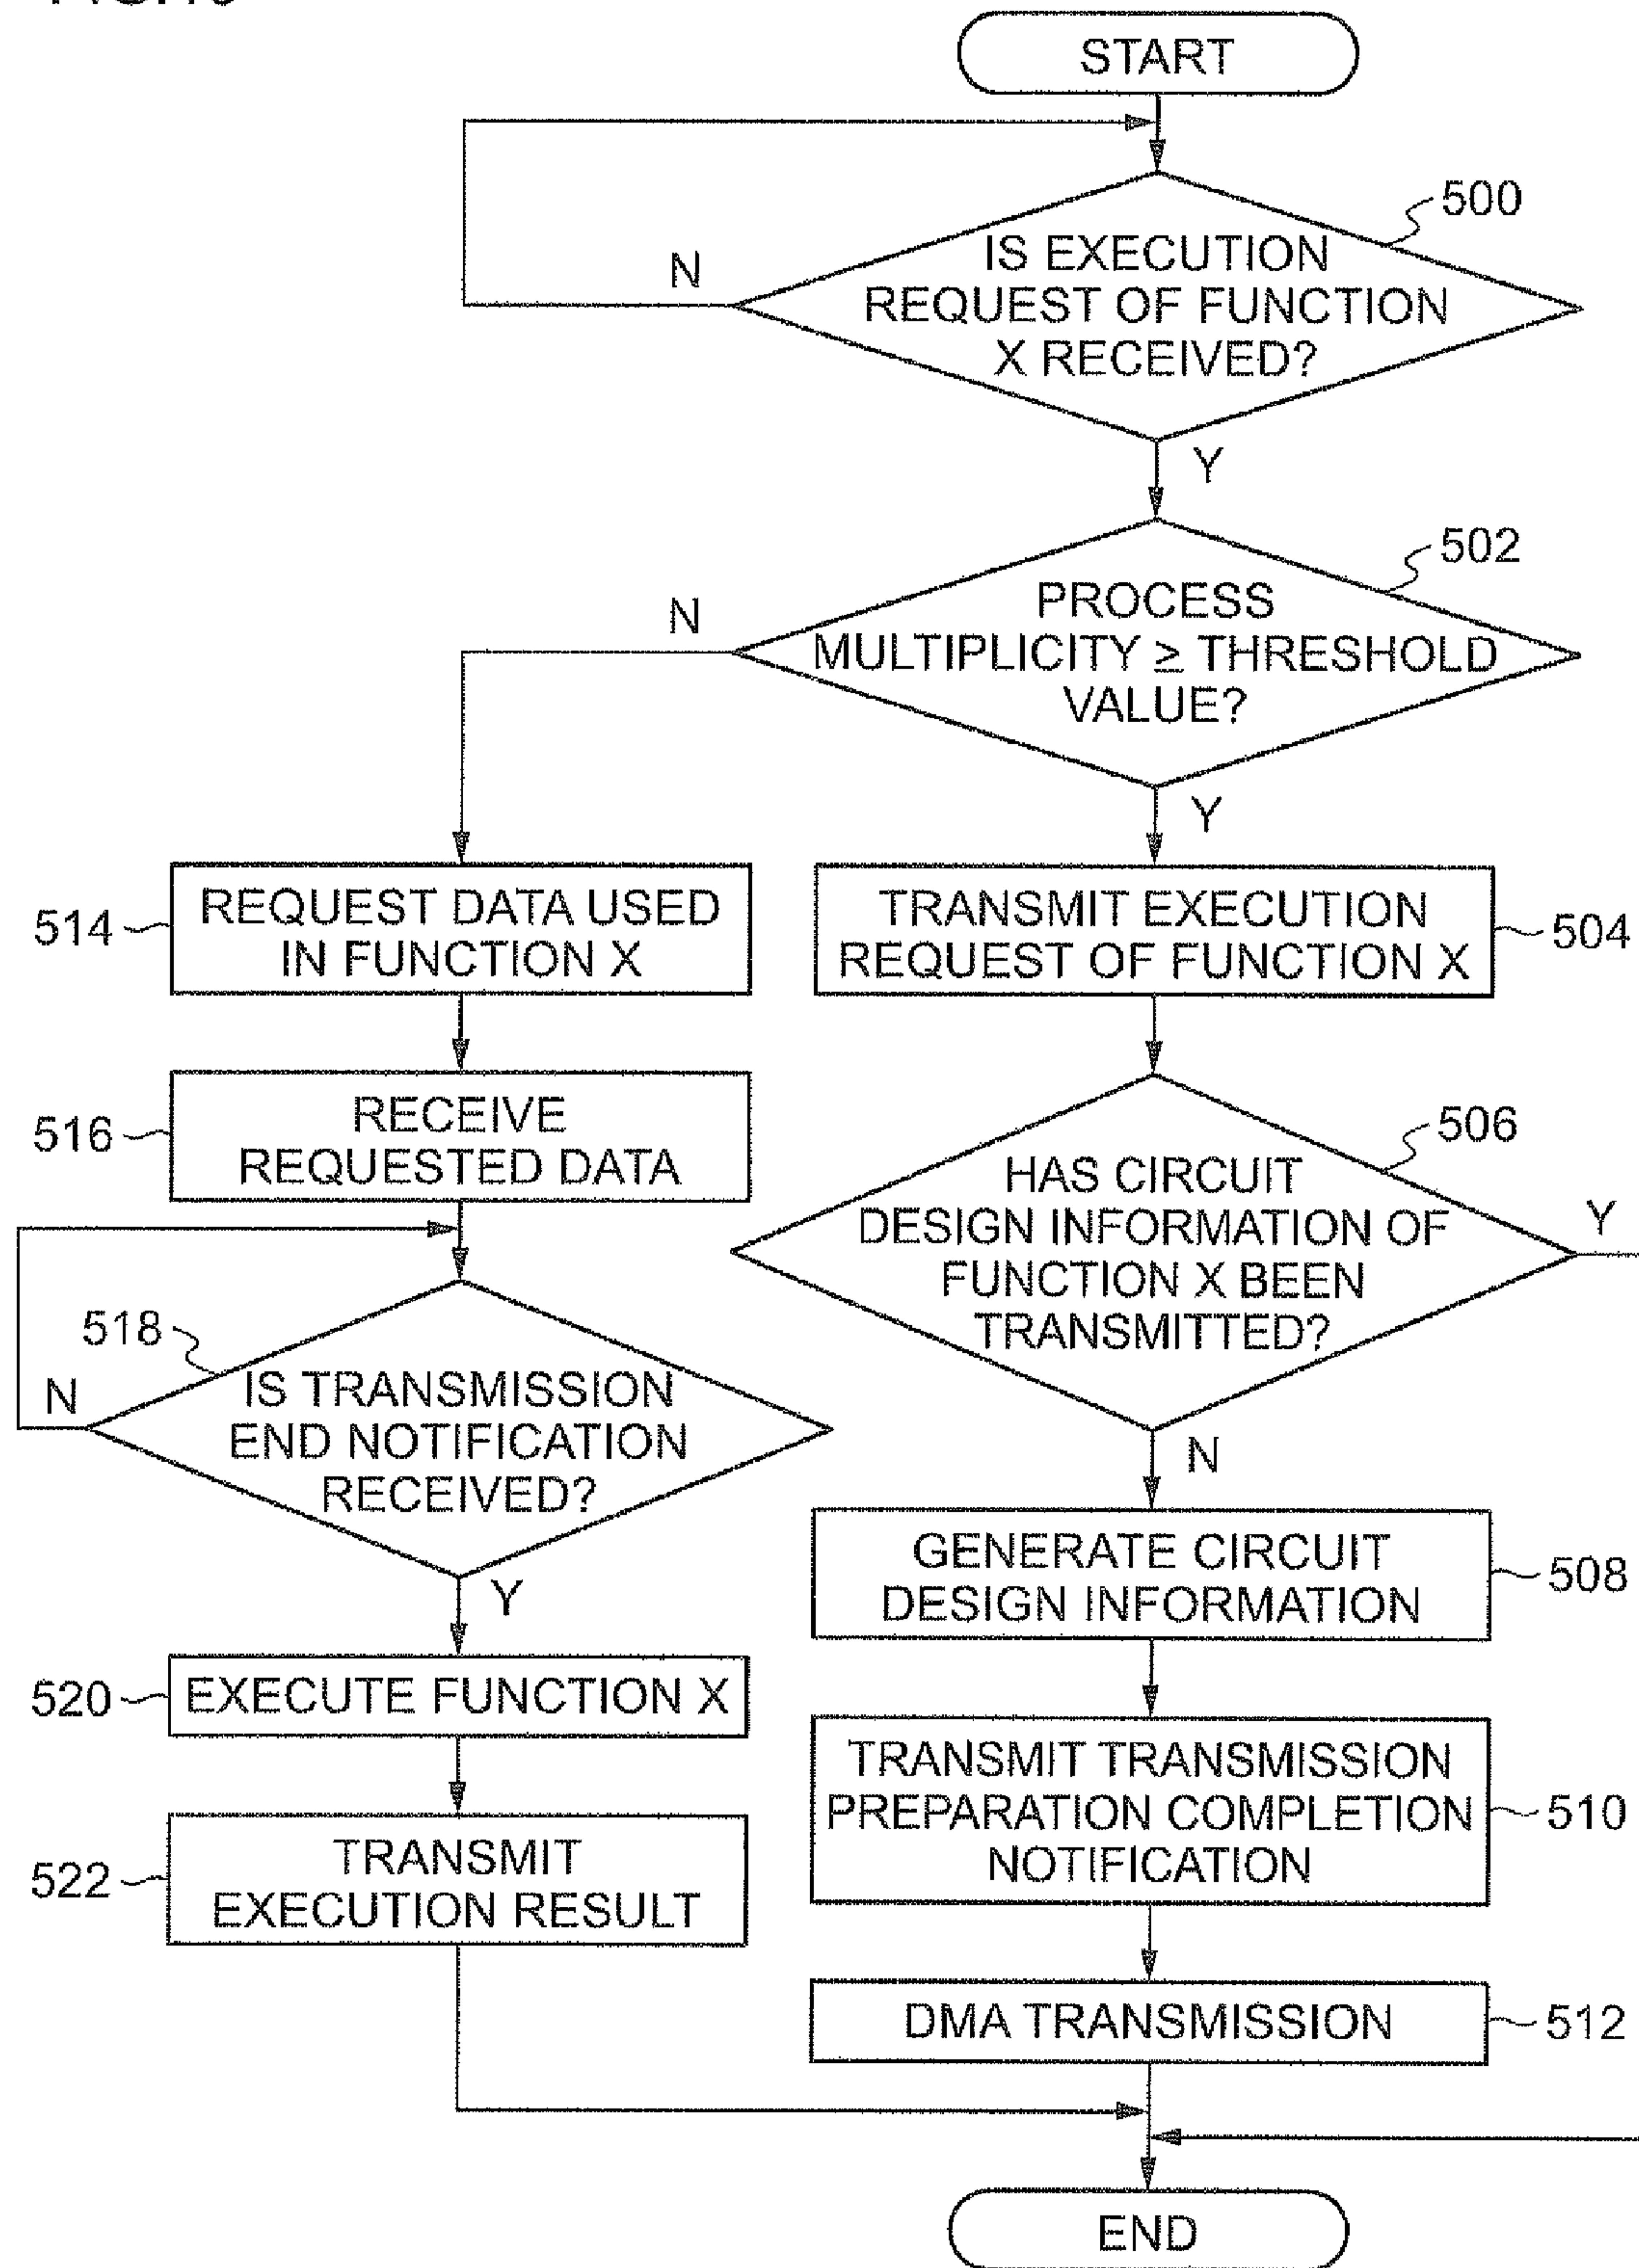 START
500
IS EXECUTION
REQUEST OF FUNCTION
X RECEIVED?
N
Y
502
PROCESS
MULTIPLICITY ≥ THRESHOLD
VALUE?
N
Y
514
REQUEST DATA USED
IN FUNCTION X
TRANSMIT EXECUTION
REQUEST OF FUNCTION X
504
516
RECEIVE
REQUESTED DATA
506
HAS CIRCUIT
DESIGN INFORMATION OF
FUNCTION X BEEN
TRANSMITTED?
Y
N
518
IS TRANSMISSION
END NOTIFICATION
RECEIVED?
N
Y
GENERATE CIRCUIT
DESIGN INFORMATION
508
520
EXECUTE FUNCTION X
TRANSMIT TRANSMISSION
PREPARATION COMPLETION
NOTIFICATION
510
522
TRANSMIT
EXECUTION RESULT
DMA TRANSMISSION
512
END